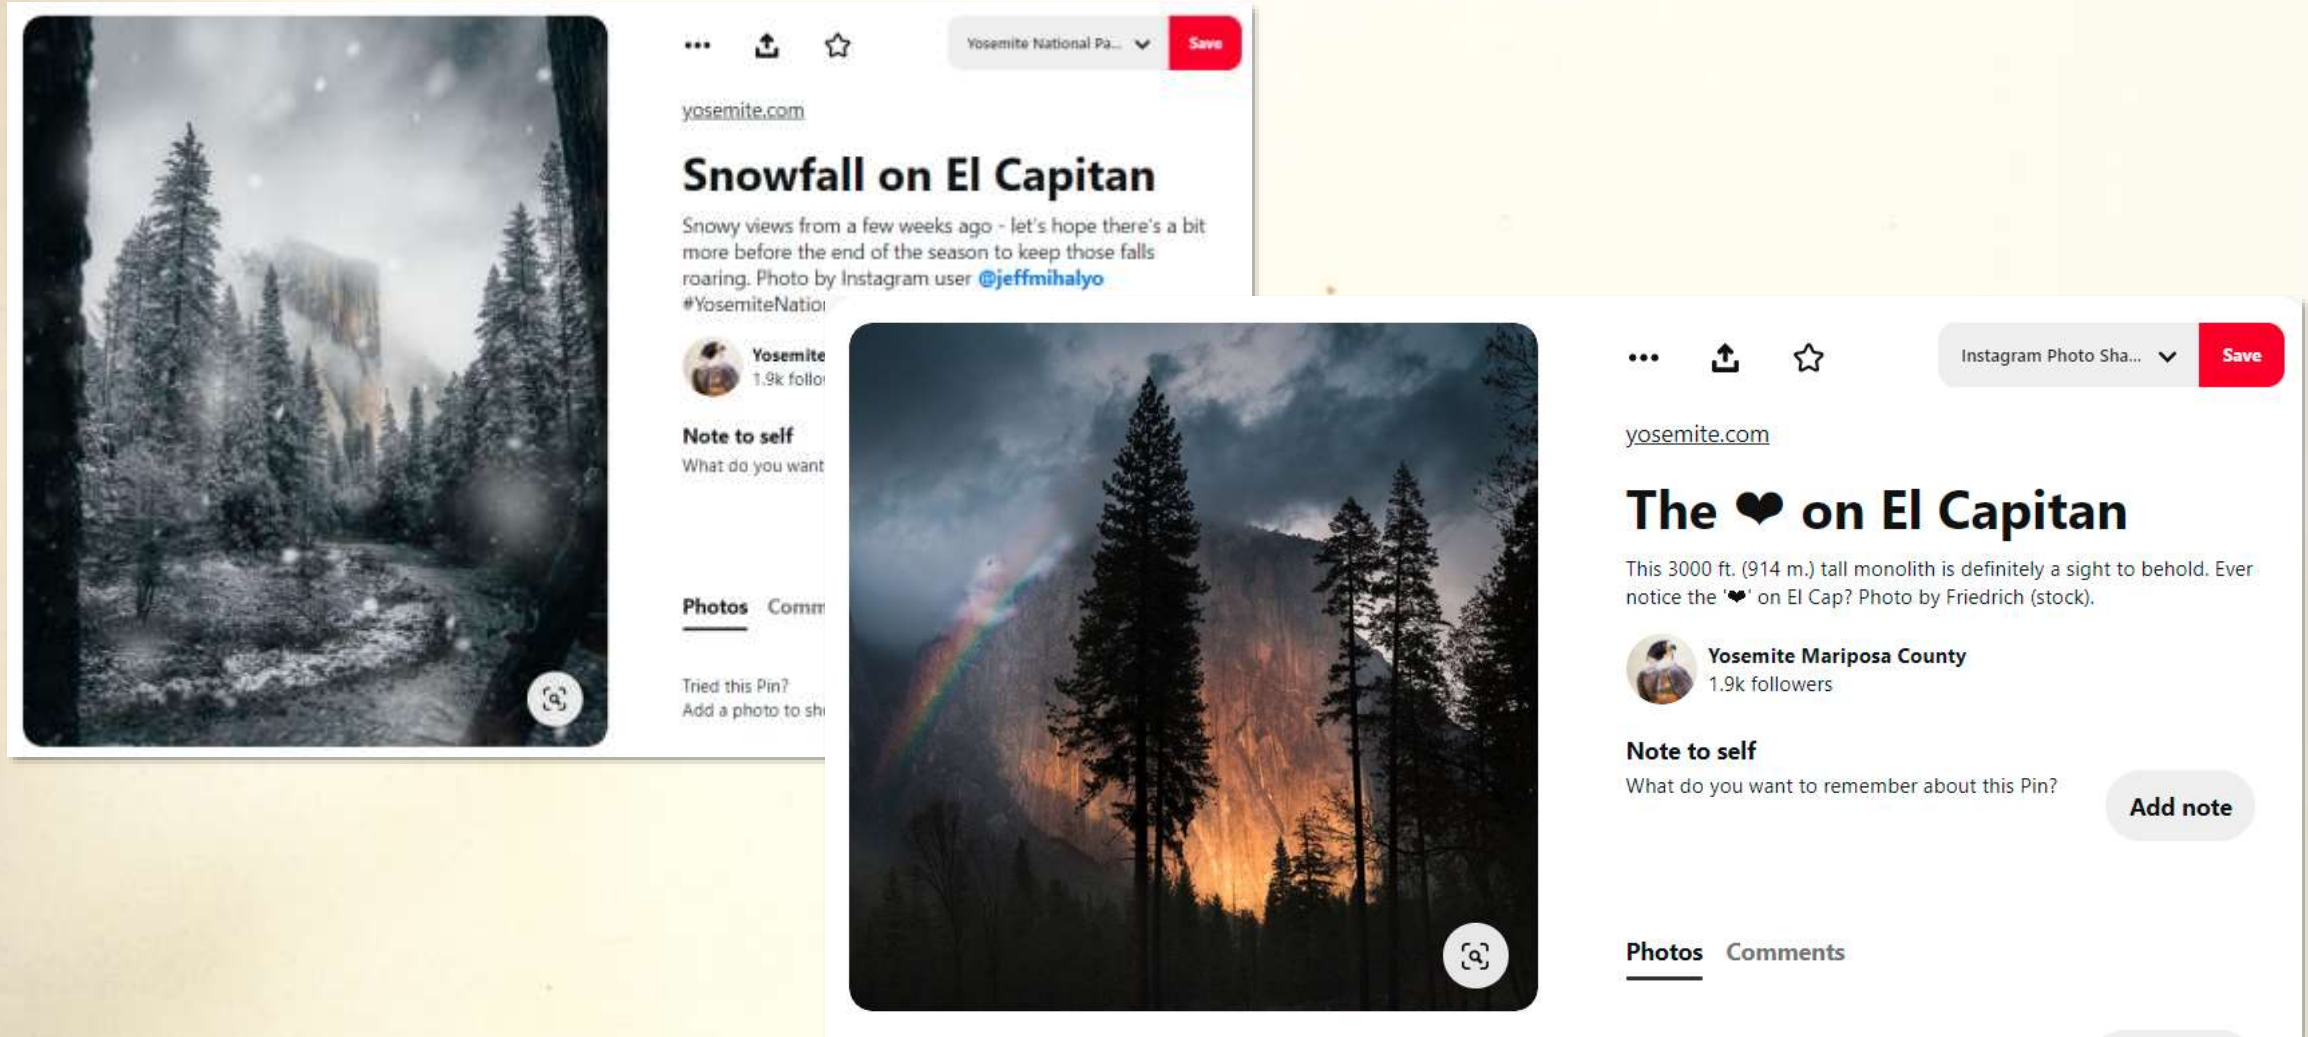 Yosemite National Pa...
Save
yosemite.com
Snowfall on El Capitan
Snowy views from a few weeks ago - let's hope there's a bit
more before the end of the season to keep those falls
roaring. Photo by Instagram user @jeffmihalyo
#YosemiteNatio
Yosemite
1.9k follo
Note to self
What do you want
Photos Comm
Tried this Pin?
Add a photo to sh
Instagram Photo Sha...
Save
yosemite.com
The ❤ on El Capitan
This 3000 ft. (914 m.) tall monolith is definitely a sight to behold. Ever
notice the '❤' on El Cap? Photo by Friedrich (stock).
Yosemite Mariposa County
1.9k followers
Note to self
What do you want to remember about this Pin?
Add note
Photos Comments